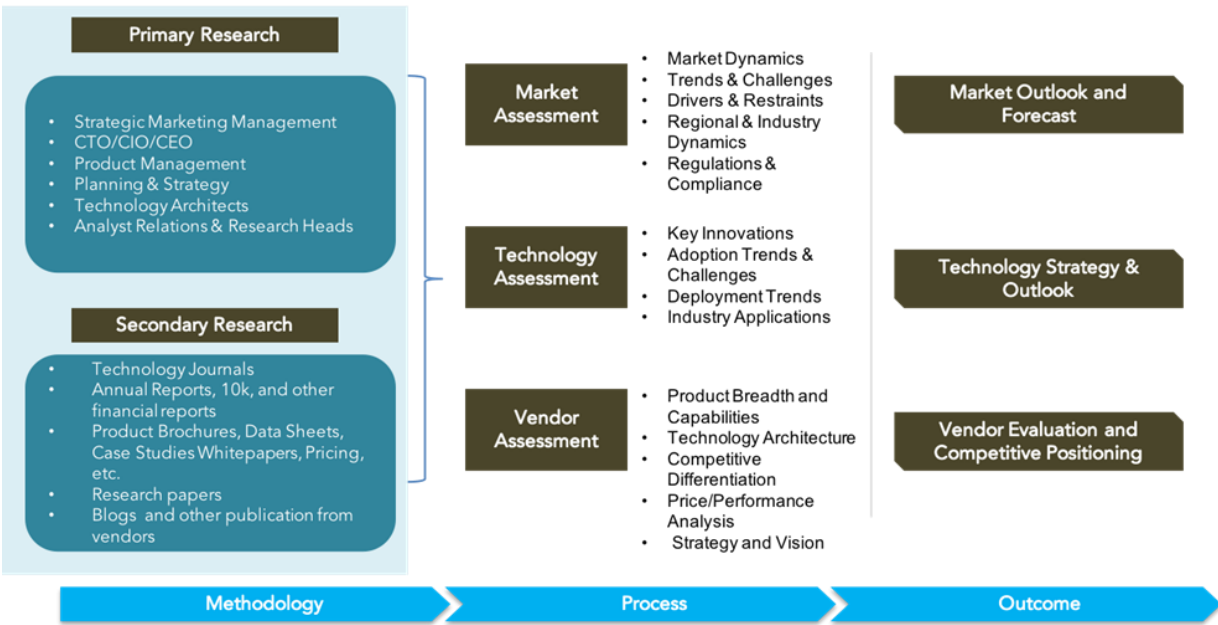 Primary Research
• Strategic Marketing Management
• CTO/CIO/CEO
• Product Management
• Planning & Strategy
• Technology Architects
• Analyst Relations & Research Heads
Secondary Research
• Technology Journals
• Annual Reports, 10k, and other
financial reports
• Product Brochures, Data Sheets,
Case Studies Whitepapers, Pricing,
etc.
• Research papers
• Blogs and other publication from
vendors
Market
Assessment
• Market Dynamics
• Trends & Challenges
• Drivers & Restraints
• Regional & Industry
Dynamics
• Regulations &
Compliance
Market Outlook and
Forecast
Technology
Assessment
• Key Innovations
• Adoption Trends &
Challenges
• Deployment Trends
• Industry Applications
Technology Strategy &
Outlook
Vendor
Assessment
• Product Breadth and
Capabilities
• Technology Architecture
• Competitive
Differentiation
• Price/Performance
Analysis
• Strategy and Vision
Vendor Evaluation and
Competitive Positioning
Methodology
Process
Outcome